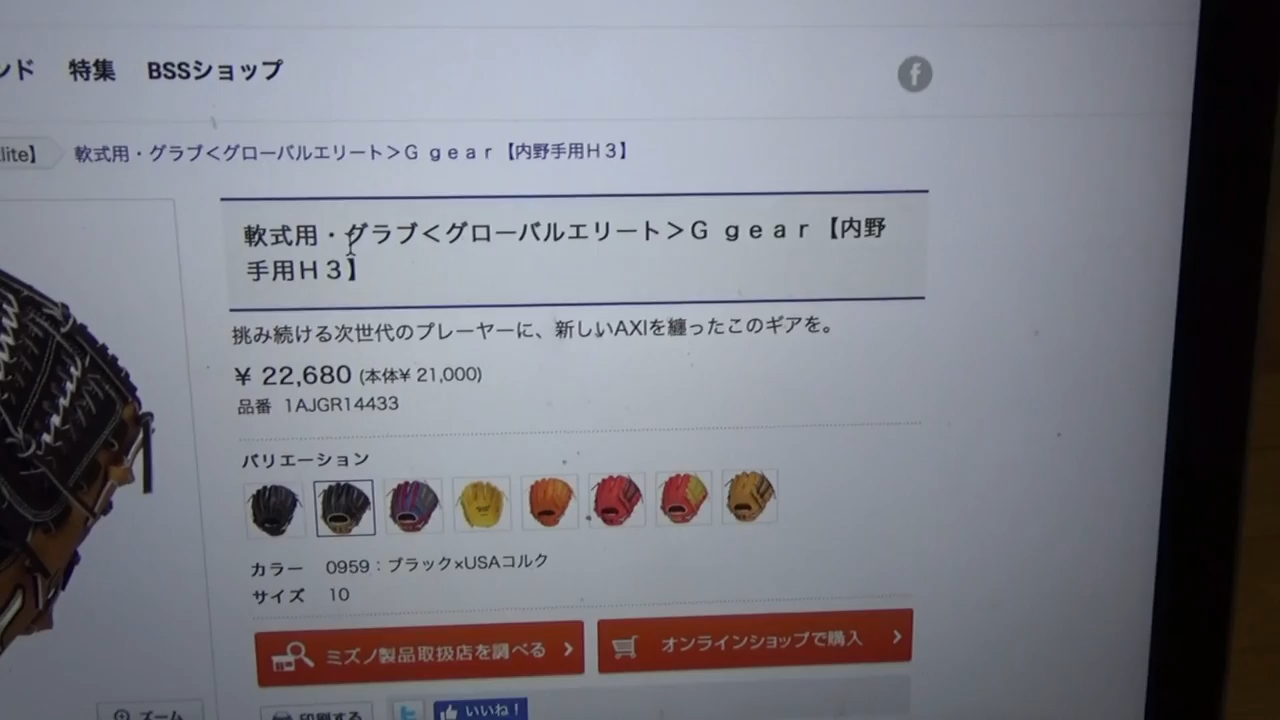 ンド 特集 BSSショップ
f
lite】 軟式用・グラブ＜グローバルエリート＞G gear【内野手用H3】
軟式用・グラブ＜グローバルエリート＞G gear【内野
手用H3】
挑み続ける次世代のプレーヤーに、新しいAXIを纏ったこのギアを。
¥ 22,680 (本体¥ 21,000)
品番 1AJGR14433
バリエーション
カラー 0959：ブラック×USAコルク
サイズ 10
ミズノ製品取扱店を調べる
オンラインショップで購入
ズーム
印刷する
いいね！